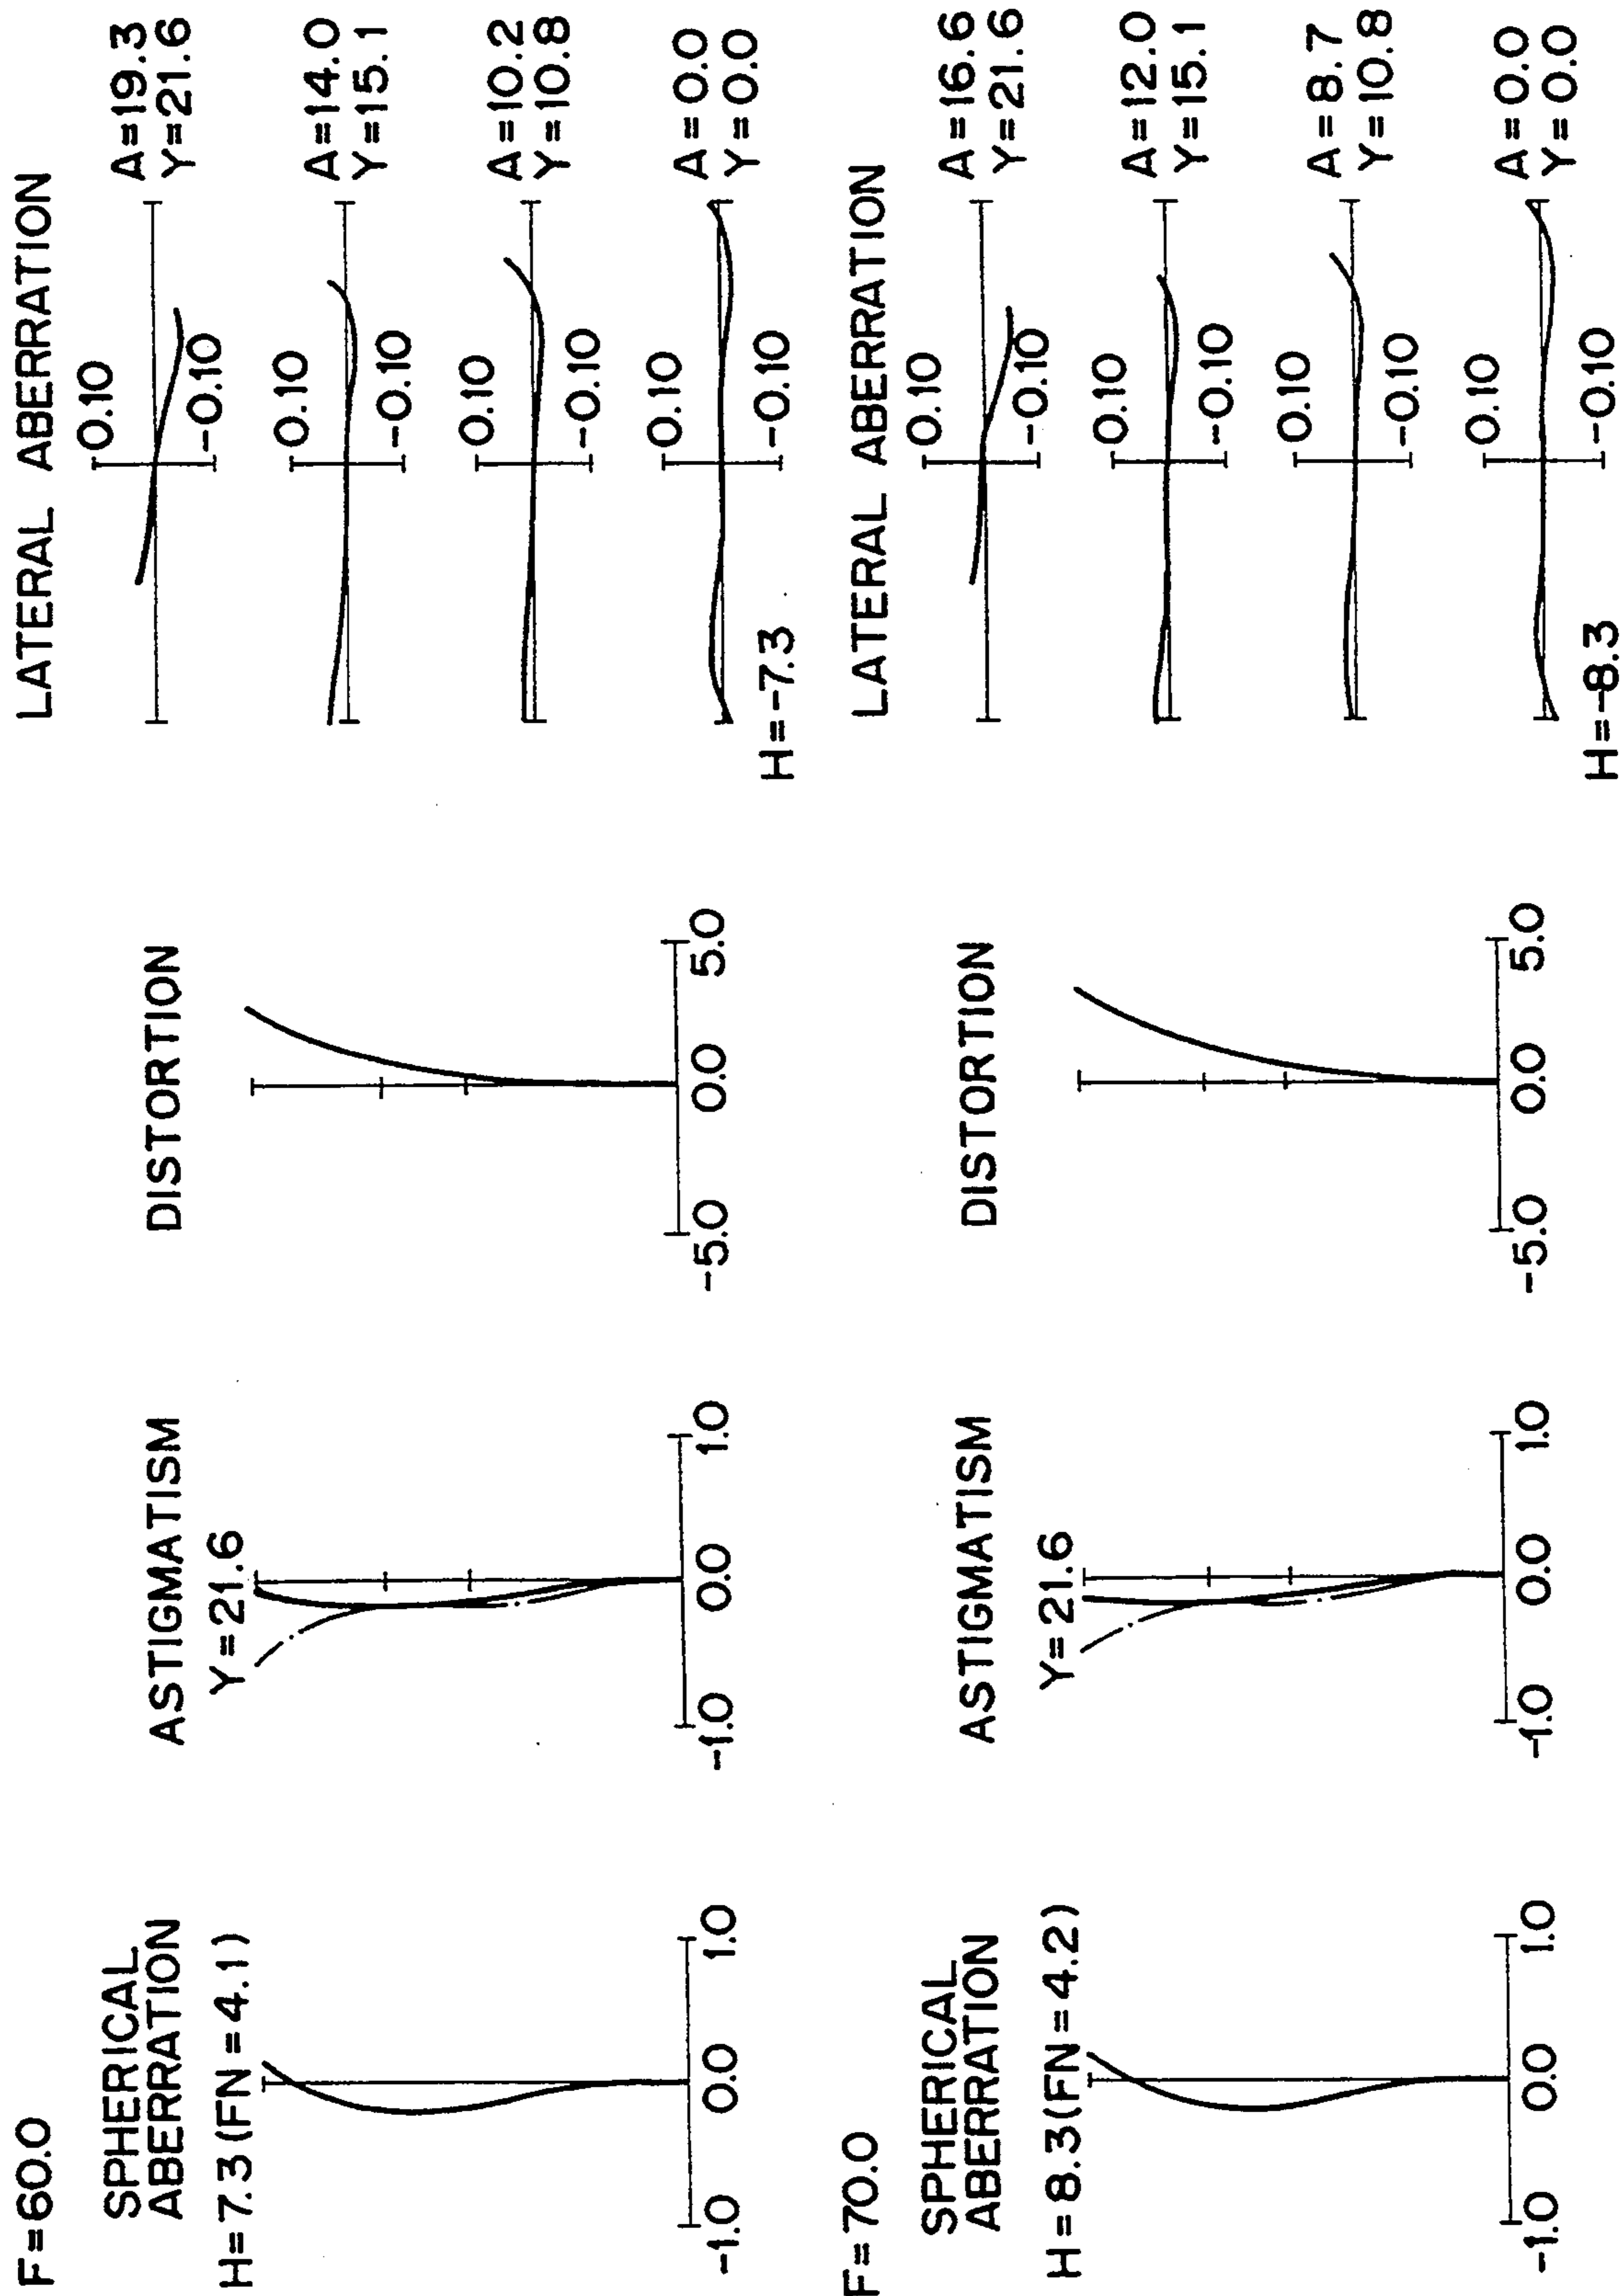 F=60.0
SPHERICAL
ABERRATION
H=7.3(FN=4.1)
-1.0
0.0
1.0
ASTIGMATISM
Y=21.6
-1.0
0.0
1.0
DISTORTION
-5.0
0.0
5.0
LATERAL ABERRATION
0.10
-0.10
A=19.3
Y=21.6
0.10
-0.10
A=14.0
Y=15.1
0.10
-0.10
A=10.2
Y=10.8
0.10
-0.10
A=0.0
Y=0.0
H=-7.3
F=70.0
SPHERICAL
ABERRATION
H=8.3(FN=4.2)
-1.0
0.0
1.0
ASTIGMATISM
Y=21.6
-1.0
0.0
1.0
DISTORTION
-5.0
0.0
5.0
LATERAL ABERRATION
0.10
-0.10
A=16.6
Y=21.6
0.10
-0.10
A=12.0
Y=15.1
0.10
-0.10
A=8.7
Y=10.8
0.10
-0.10
A=0.0
Y=0.0
H=-8.3